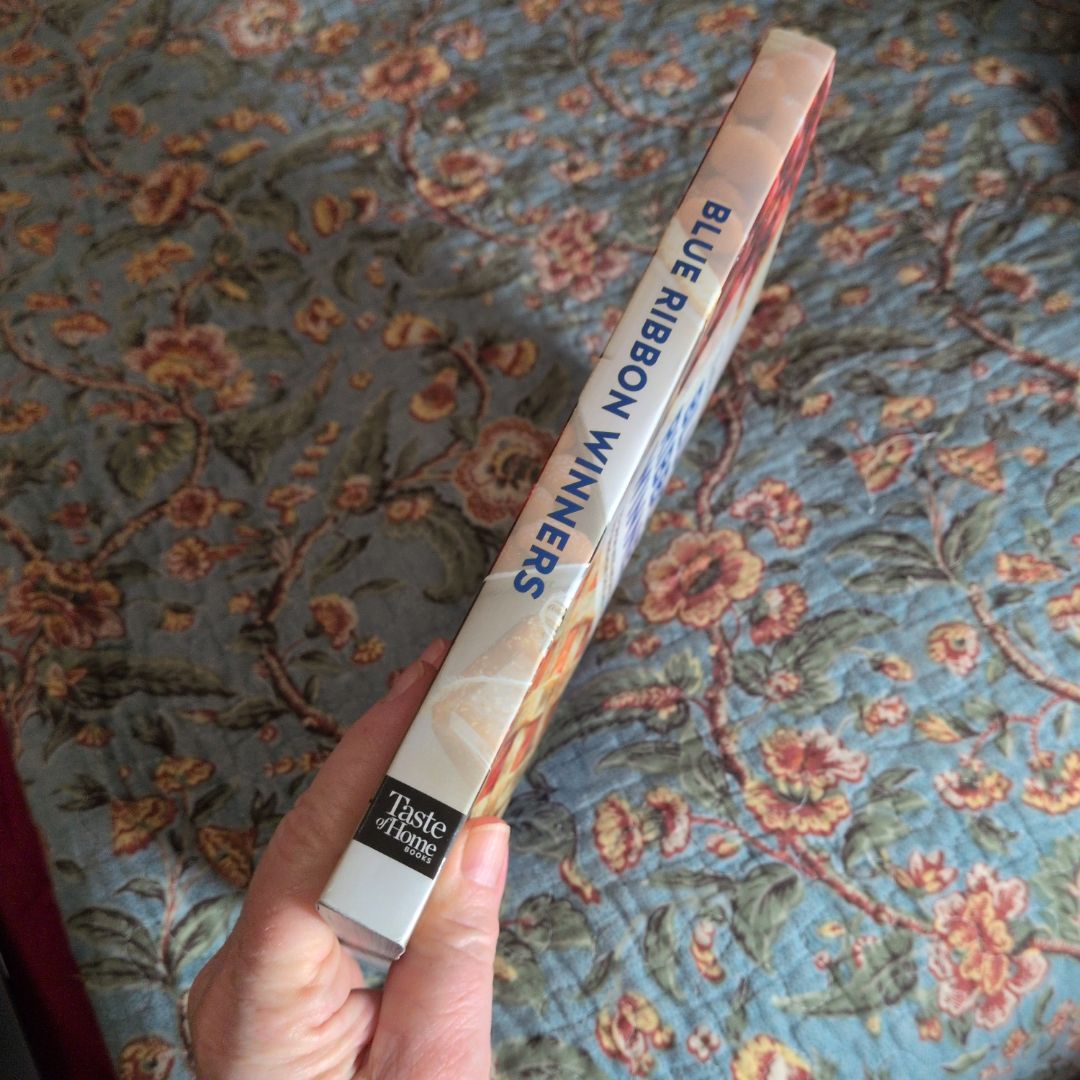 BLUE RIBBON WINNERS
Taste
of Home
BOOKS